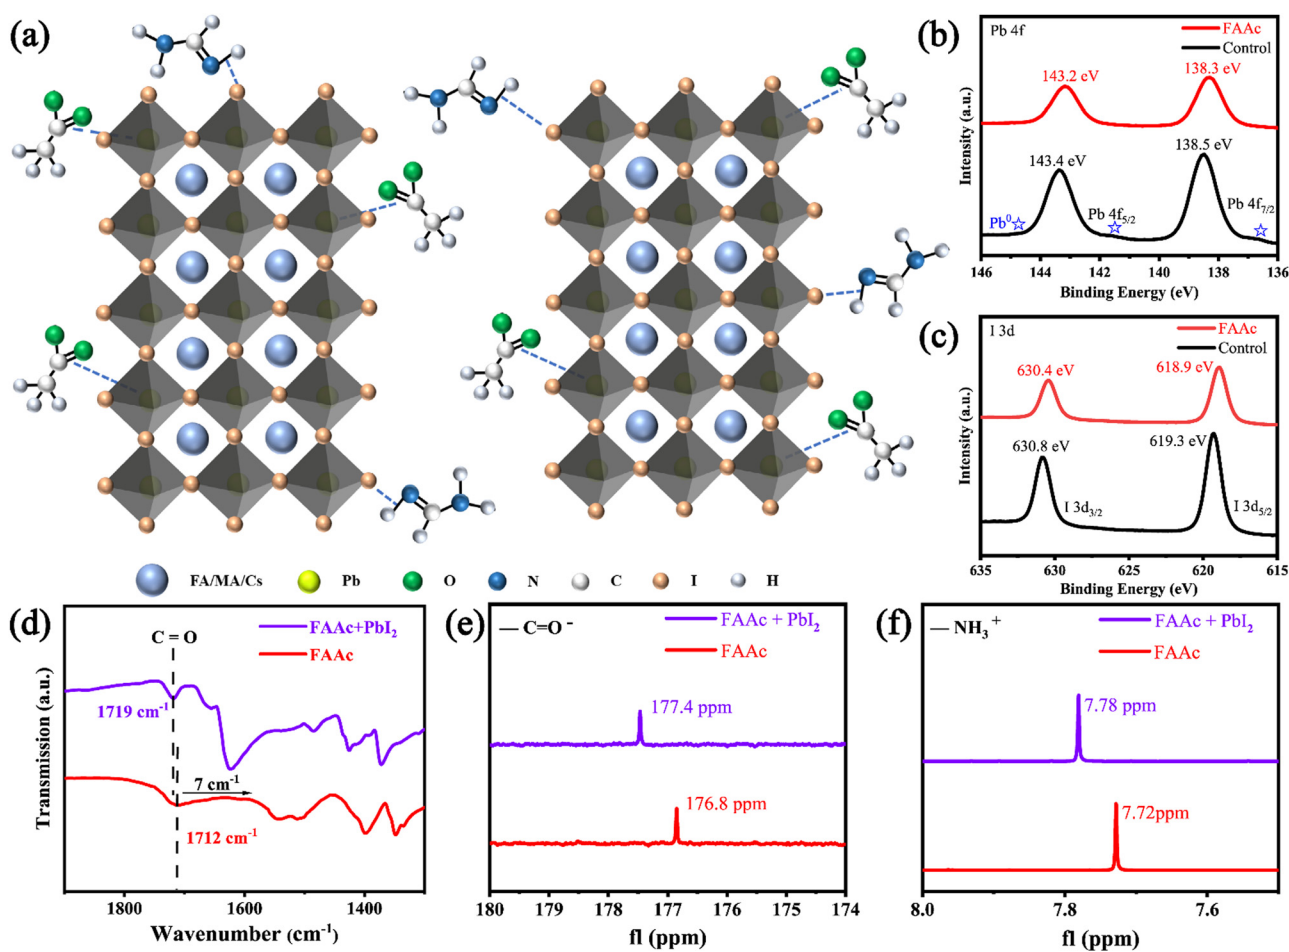 (a)
FA/MA/Cs Pb O N C I H
(b)
Pb 4f
FAAc
Control
143.2 eV
138.3 eV
143.4 eV
138.5 eV
Pb⁰☆
Pb 4f₅/₂
☆
Pb 4f₇/₂
☆
Intensity (a.u.)
146 144 142 140 138 136
Binding Energy (eV)
(c)
I 3d
FAAc
Control
630.4 eV
618.9 eV
630.8 eV
619.3 eV
I 3d₃/₂
I 3d₅/₂
Intensity (a.u.)
635 630 625 620 615
Binding Energy (eV)
(d)
C = O
FAAc+PbI₂
FAAc
1719 cm⁻¹
7 cm⁻¹
1712 cm⁻¹
Transmission (a.u.)
1800 1600 1400
Wavenumber (cm⁻¹)
(e)
— C=O⁻
FAAc + PbI₂
FAAc
177.4 ppm
176.8 ppm
180 179 178 177 176 175 174
fl (ppm)
(f)
— NH₃⁺
FAAc + PbI₂
FAAc
7.78 ppm
7.72ppm
8.0 7.8 7.6
fl (ppm)